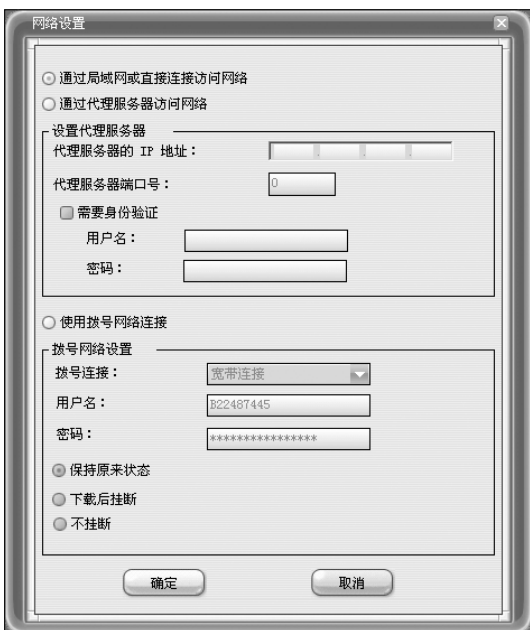 网络设置
通过局域网或直接连接访问网络
通过代理服务器访问网络
设置代理服务器
代理服务器的 IP 地址：
代理服务器端口号： 0
需要身份验证
用户名：
密码：
使用拨号网络连接
拨号网络设置
拨号连接： 宽带连接
用户名： B22487445
密码： ****************
保持原来状态
下载后挂断
不挂断
确定 取消